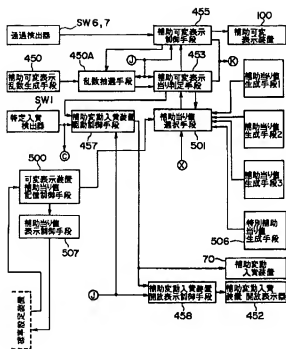 SW6,7
455
100
通過検出器
補助可変表示
制御手段
補助可変
表示装置
450
450A
453
補助可変表示
乱数生成手段
乱数抽選手段
補助可変表示
当り判定手段
J
K
SW1
特定入賞
検出器
補助変動入賞装置
駆動制御手段
457
C
補助当り値
選択手段
501
補助当り値
生成手段1
補助当り値
生成手段2
補助当り値
生成手段3
特別補助
当り値
生成手段
506
500
可変表示装置
補助当り値
記憶制御手段
K
補助当り値
表示制御手段
507
70
補助変動
入賞装置
J
補助変動入賞装置
開放表示制御手段
458
補助変動入賞
装置 開放表示器
452
確率設定装置